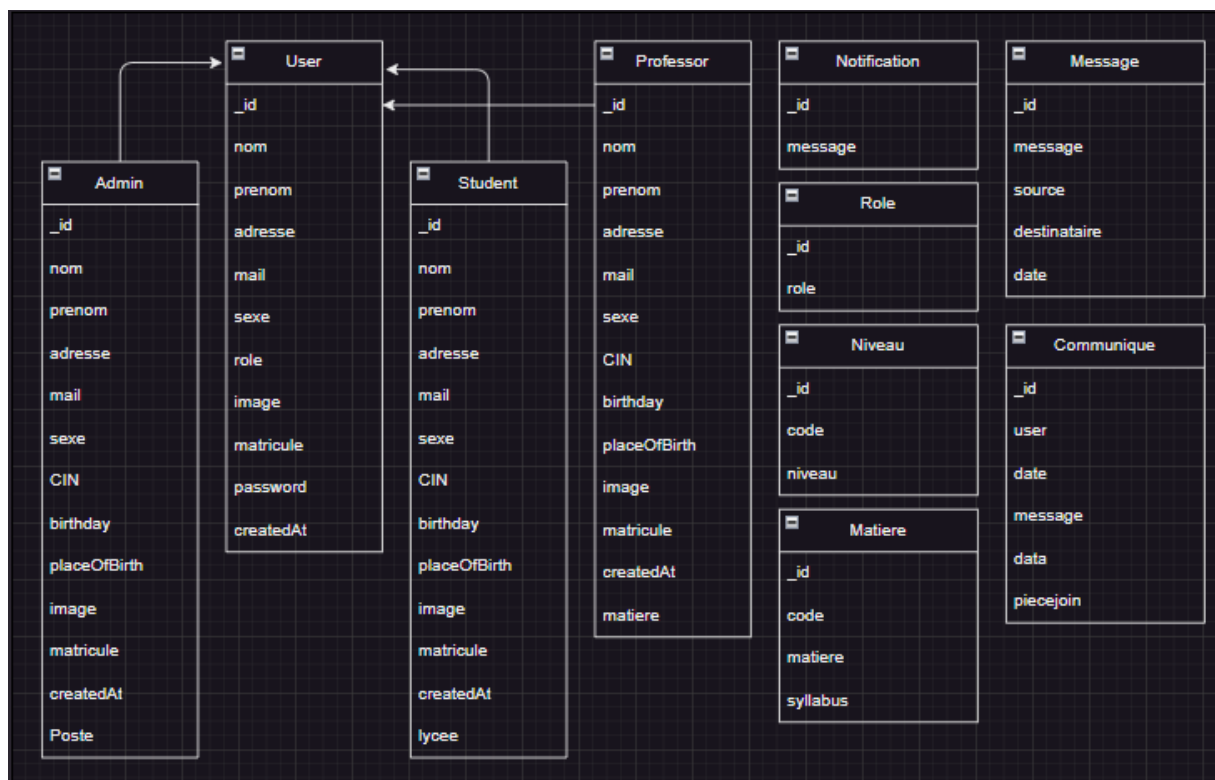 User
_id
nom
prenom
adresse
mail
sexe
role
image
matricule
password
createdAt
Admin
_id
nom
prenom
adresse
mail
sexe
CIN
birthday
placeOfBirth
image
matricule
createdAt
Poste
Student
_id
nom
prenom
adresse
mail
sexe
CIN
birthday
placeOfBirth
image
matricule
createdAt
lycee
Professor
_id
nom
prenom
adresse
mail
sexe
CIN
birthday
placeOfBirth
image
matricule
createdAt
matiere
Notification
_id
message
Role
_id
role
Niveau
_id
code
niveau
Matiere
_id
code
matiere
syllabus
Message
_id
message
source
destinataire
date
Communique
_id
user
date
message
data
piecejoin